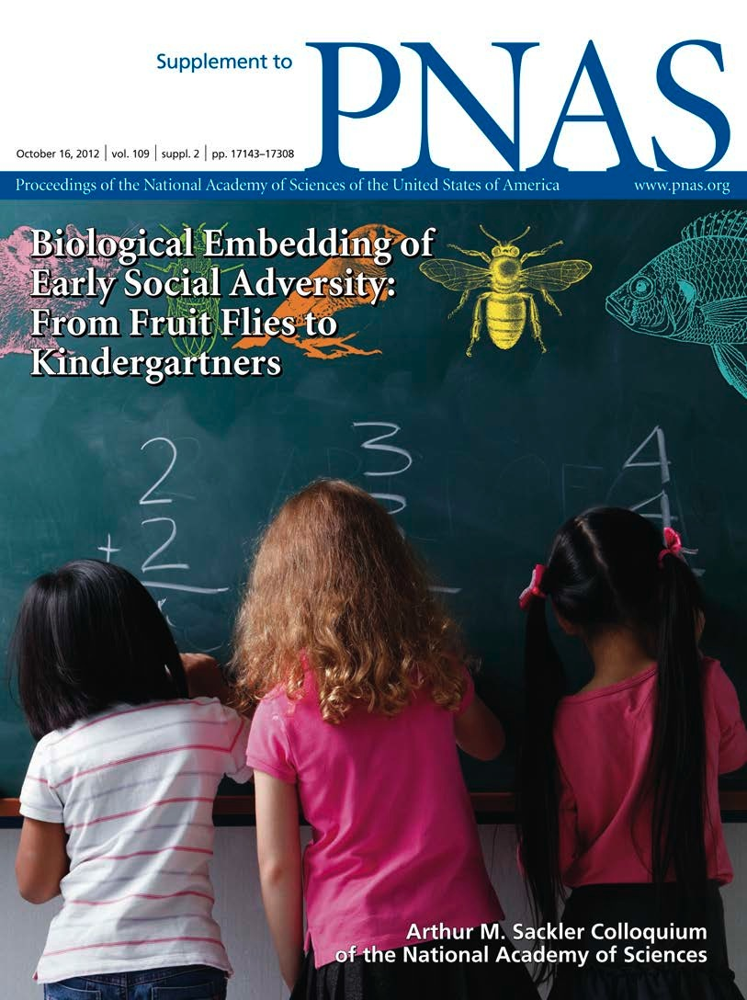 Supplement to
PNAS
October 16, 2012 | vol. 109 | suppl. 2 | pp. 17143–17308
Proceedings of the National Academy of Sciences of the United States of America www.pnas.org
Biological Embedding of
Early Social Adversity:
From Fruit Flies to
Kindergartners
2 3 4
+ 2
Arthur M. Sackler Colloquium
of the National Academy of Sciences